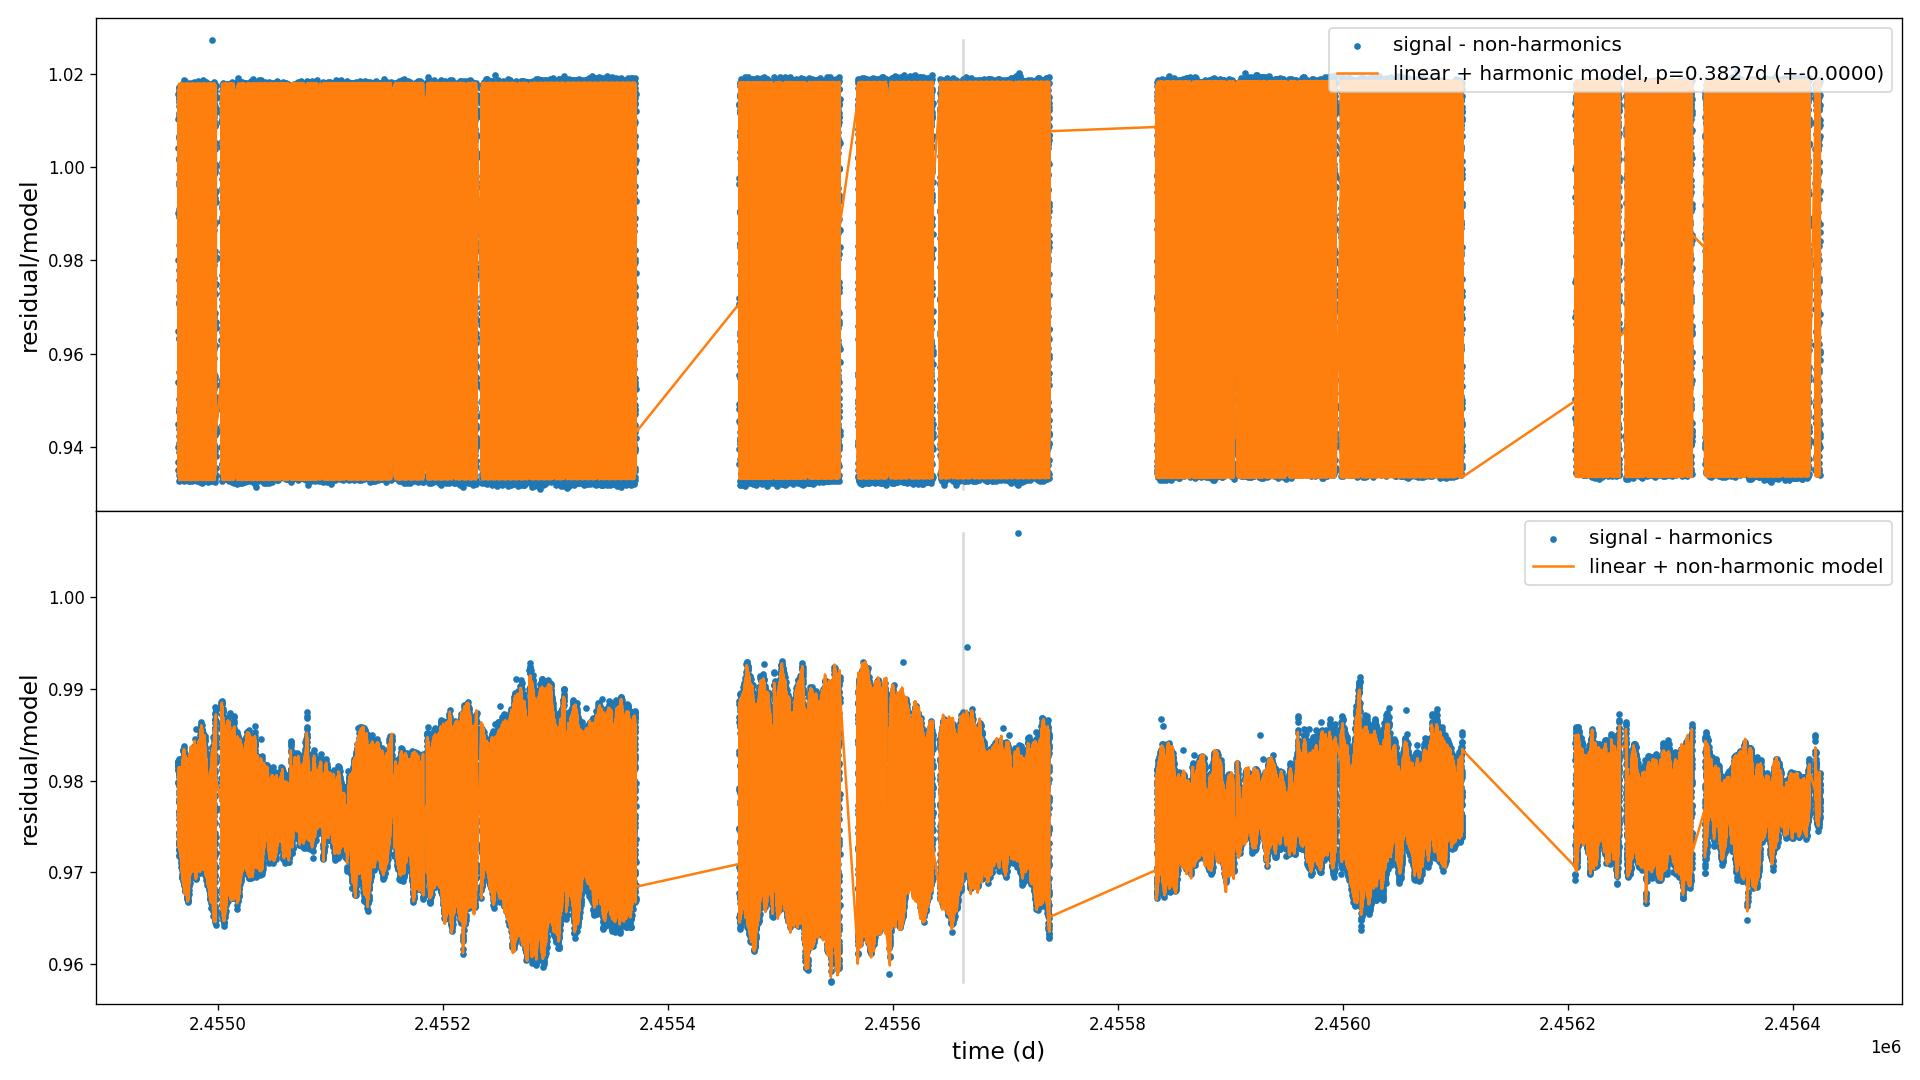 signal - non-harmonics
linear + harmonic model, p=0.3827d (+-0.0000)
1.02
1.00
0.98
0.96
0.94
residual/model
signal - harmonics
linear + non-harmonic model
1.00
0.99
0.98
0.97
0.96
residual/model
2.4550 2.4552 2.4554 2.4556 2.4558 2.4560 2.4562 2.4564
1e6
time (d)